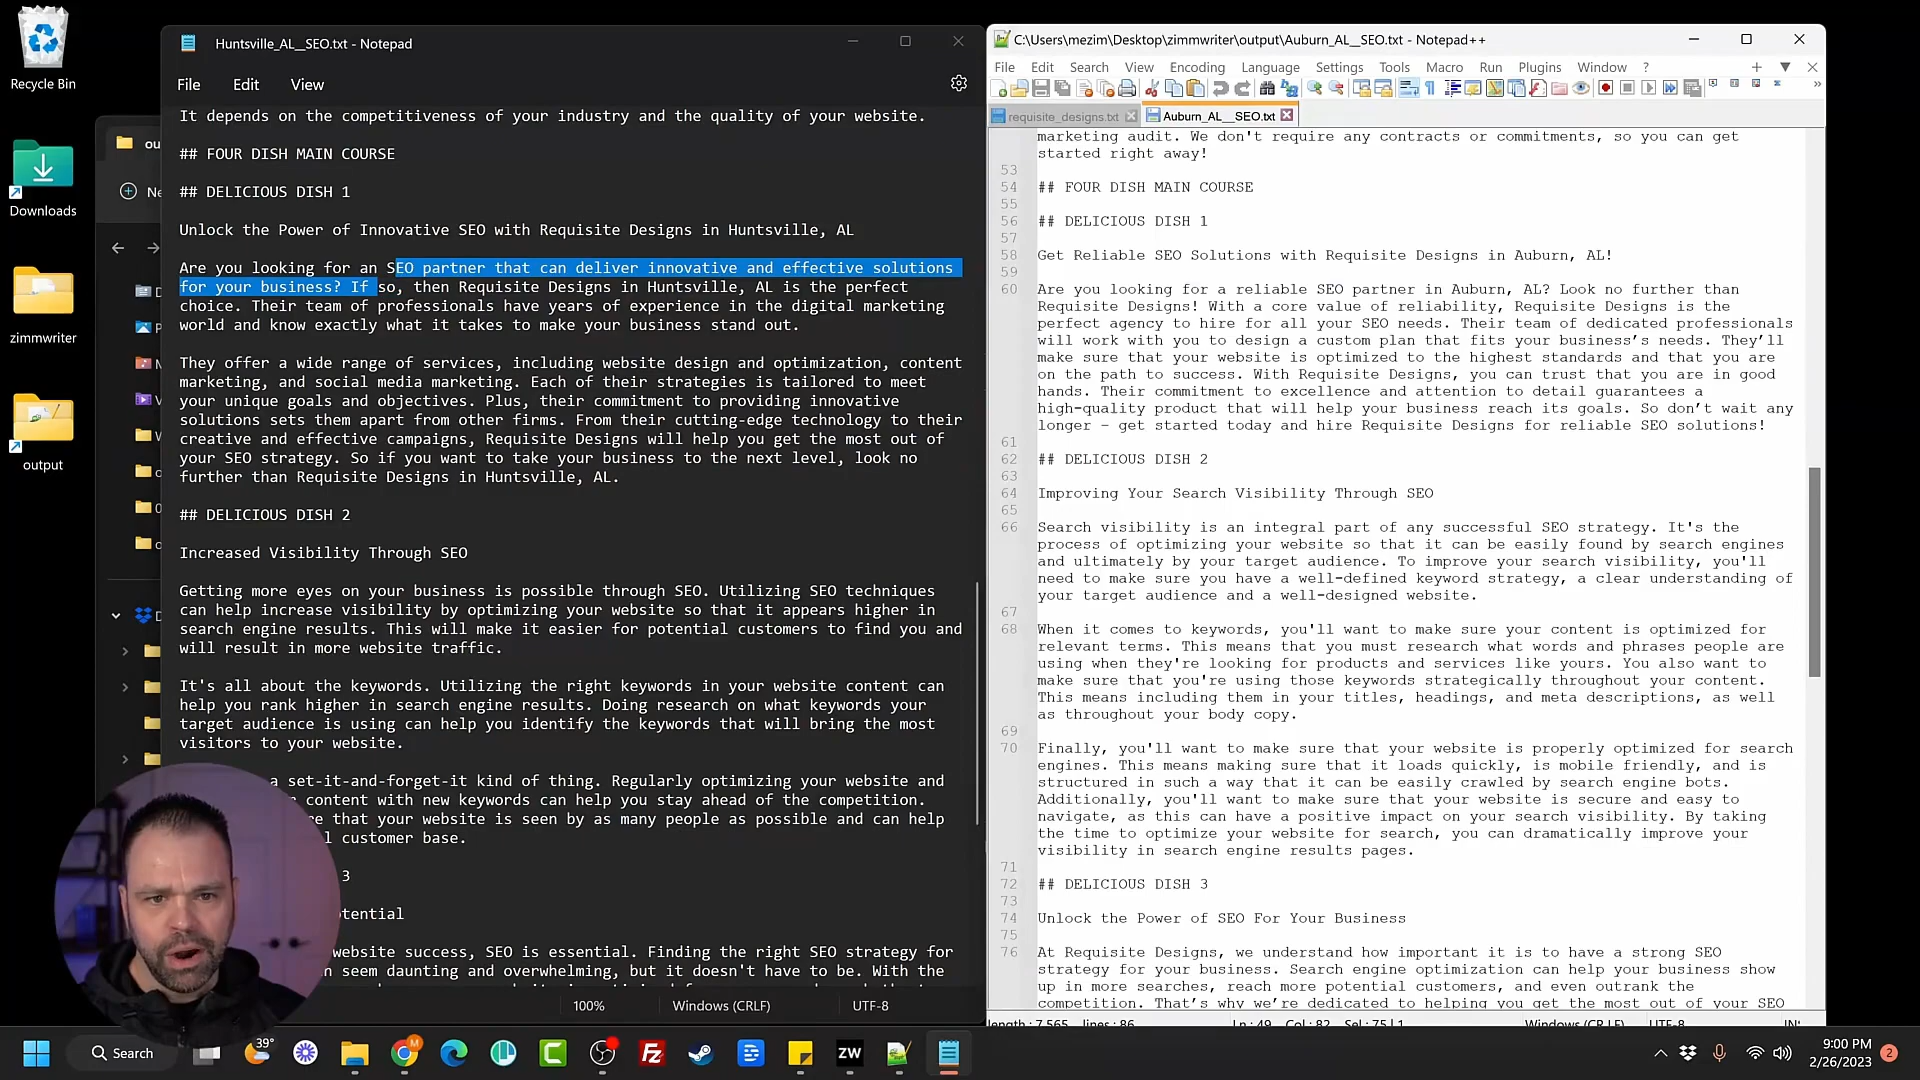 Recycle Bin
Downloads
zimmwriter
output
ou
Huntsville_AL__SEO.txt - Notepad
File Edit View
It depends on the competitiveness of your industry and the quality of your website.
## FOUR DISH MAIN COURSE
## DELICIOUS DISH 1
Unlock the Power of Innovative SEO with Requisite Designs in Huntsville, AL
Are you looking for an SEO partner that can deliver innovative and effective solutions
for your business? If so, then Requisite Designs in Huntsville, AL is the perfect
choice. Their team of professionals have years of experience in the digital marketing
world and know exactly what it takes to make your business stand out.
They offer a wide range of services, including website design and optimization, content
marketing, and social media marketing. Each of their strategies is tailored to meet
your unique goals and objectives. Plus, their commitment to providing innovative
solutions sets them apart from other firms. From their cutting-edge technology to their
creative and effective campaigns, Requisite Designs will help you get the most out of
your SEO strategy. So if you want to take your business to the next level, look no
further than Requisite Designs in Huntsville, AL.
## DELICIOUS DISH 2
Increased Visibility Through SEO
Getting more eyes on your business is possible through SEO. Utilizing SEO techniques
can help increase visibility by optimizing your website so that it appears higher in
search engine results. This will make it easier for potential customers to find you and
will result in more website traffic.
It's all about the keywords. Utilizing the right keywords in your website content can
help you rank higher in search engine results. Doing research on what keywords your
target audience is using can help you identify the keywords that will bring the most
visitors to your website.
a set-it-and-forget-it kind of thing. Regularly optimizing your website and
content with new keywords can help you stay ahead of the competition.
re that your website is seen by as many people as possible and can help
l customer base.
3
otential
website success, SEO is essential. Finding the right SEO strategy for
n seem daunting and overwhelming, but it doesn't have to be. With the
100% Windows (CRLF) UTF-8
C:\Users\mezim\Desktop\zimmwriter\output\Auburn_AL__SEO.txt - Notepad++
File Edit Search View Encoding Language Settings Tools Macro Run Plugins Window ?
requisite_designs.txt Auburn_AL__SEO.txt
marketing audit. We don't require any contracts or commitments, so you can get
started right away!
53
54 ## FOUR DISH MAIN COURSE
55
56 ## DELICIOUS DISH 1
57
58 Get Reliable SEO Solutions with Requisite Designs in Auburn, AL!
59
60 Are you looking for a reliable SEO partner in Auburn, AL? Look no further than
Requisite Designs! With a core value of reliability, Requisite Designs is the
perfect agency to hire for all your SEO needs. Their team of dedicated professionals
will work with you to design a custom plan that fits your business’s needs. They’ll
make sure that your website is optimized to the highest standards and that you are
on the path to success. With Requisite Designs, you can trust that you are in good
hands. Their commitment to excellence and attention to detail guarantees a
high-quality product that will help your business reach its goals. So don’t wait any
longer – get started today and hire Requisite Designs for reliable SEO solutions!
61
62 ## DELICIOUS DISH 2
63
64 Improving Your Search Visibility Through SEO
65
66 Search visibility is an integral part of any successful SEO strategy. It's the
process of optimizing your website so that it can be easily found by search engines
and ultimately by your target audience. To improve your search visibility, you'll
need to make sure you have a well-defined keyword strategy, a clear understanding of
your target audience and a well-designed website.
67
68 When it comes to keywords, you'll want to make sure your content is optimized for
relevant terms. This means that you must research what words and phrases people are
using when they're looking for products and services like yours. You also want to
make sure that you're using those keywords strategically throughout your content.
This means including them in your titles, headings, and meta descriptions, as well
as throughout your body copy.
69
70 Finally, you'll want to make sure that your website is properly optimized for search
engines. This means making sure that it loads quickly, is mobile friendly, and is
structured in such a way that it can be easily crawled by search engine bots.
Additionally, you'll want to make sure that your website is secure and easy to
navigate, as this can have a positive impact on your search visibility. By taking
the time to optimize your website for search, you can dramatically improve your
visibility in search engine results pages.
71
72 ## DELICIOUS DISH 3
73
74 Unlock the Power of SEO For Your Business
75
76 At Requisite Designs, we understand how important it is to have a strong SEO
strategy for your business. Search engine optimization can help your business show
up in more searches, reach more potential customers, and even outrank the
competition. That’s why we’re dedicated to helping you get the most out of your SEO
length : 7,565 lines : 86 Ln : 49 Col : 82 Sel : 75 | 1 Windows (CR LF) UTF-8 IN
Search
39°
ZW
9:00 PM
2/26/2023
2